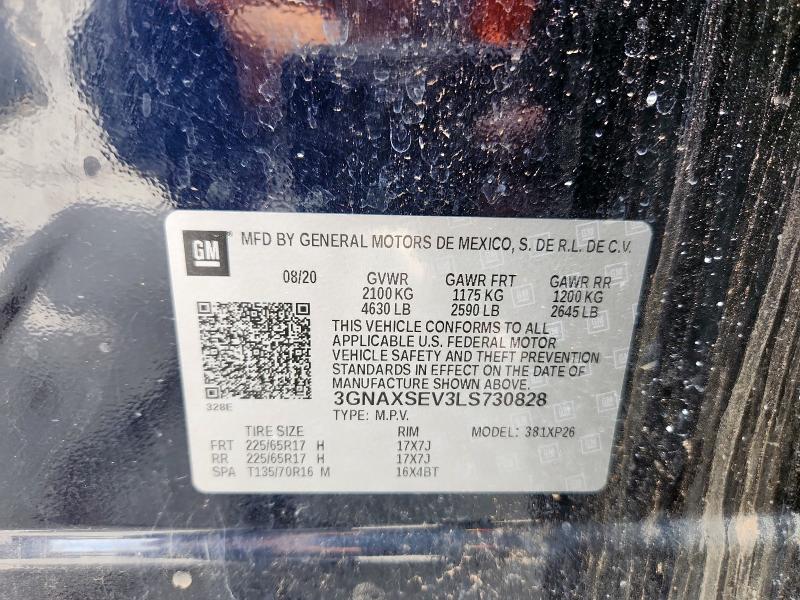 GM MFD BY GENERAL MOTORS DE MEXICO, S. DE R.L. DE C.V.
08/20 GVWR GAWR FRT GAWR RR
2100 KG 1175 KG 1200 KG
4630 LB 2590 LB 2645 LB
THIS VEHICLE CONFORMS TO ALL
APPLICABLE U.S. FEDERAL MOTOR
VEHICLE SAFETY AND THEFT PREVENTION
STANDARDS IN EFFECT ON THE DATE OF
MANUFACTURE SHOWN ABOVE.
3GNAXSEV3LS730828
328E
TYPE: M.P.V.
TIRE SIZE RIM MODEL: 381XP26
FRT 225/65R17 H 17X7J
RR 225/65R17 H 17X7J
SPA T135/70R16 M 16X4BT